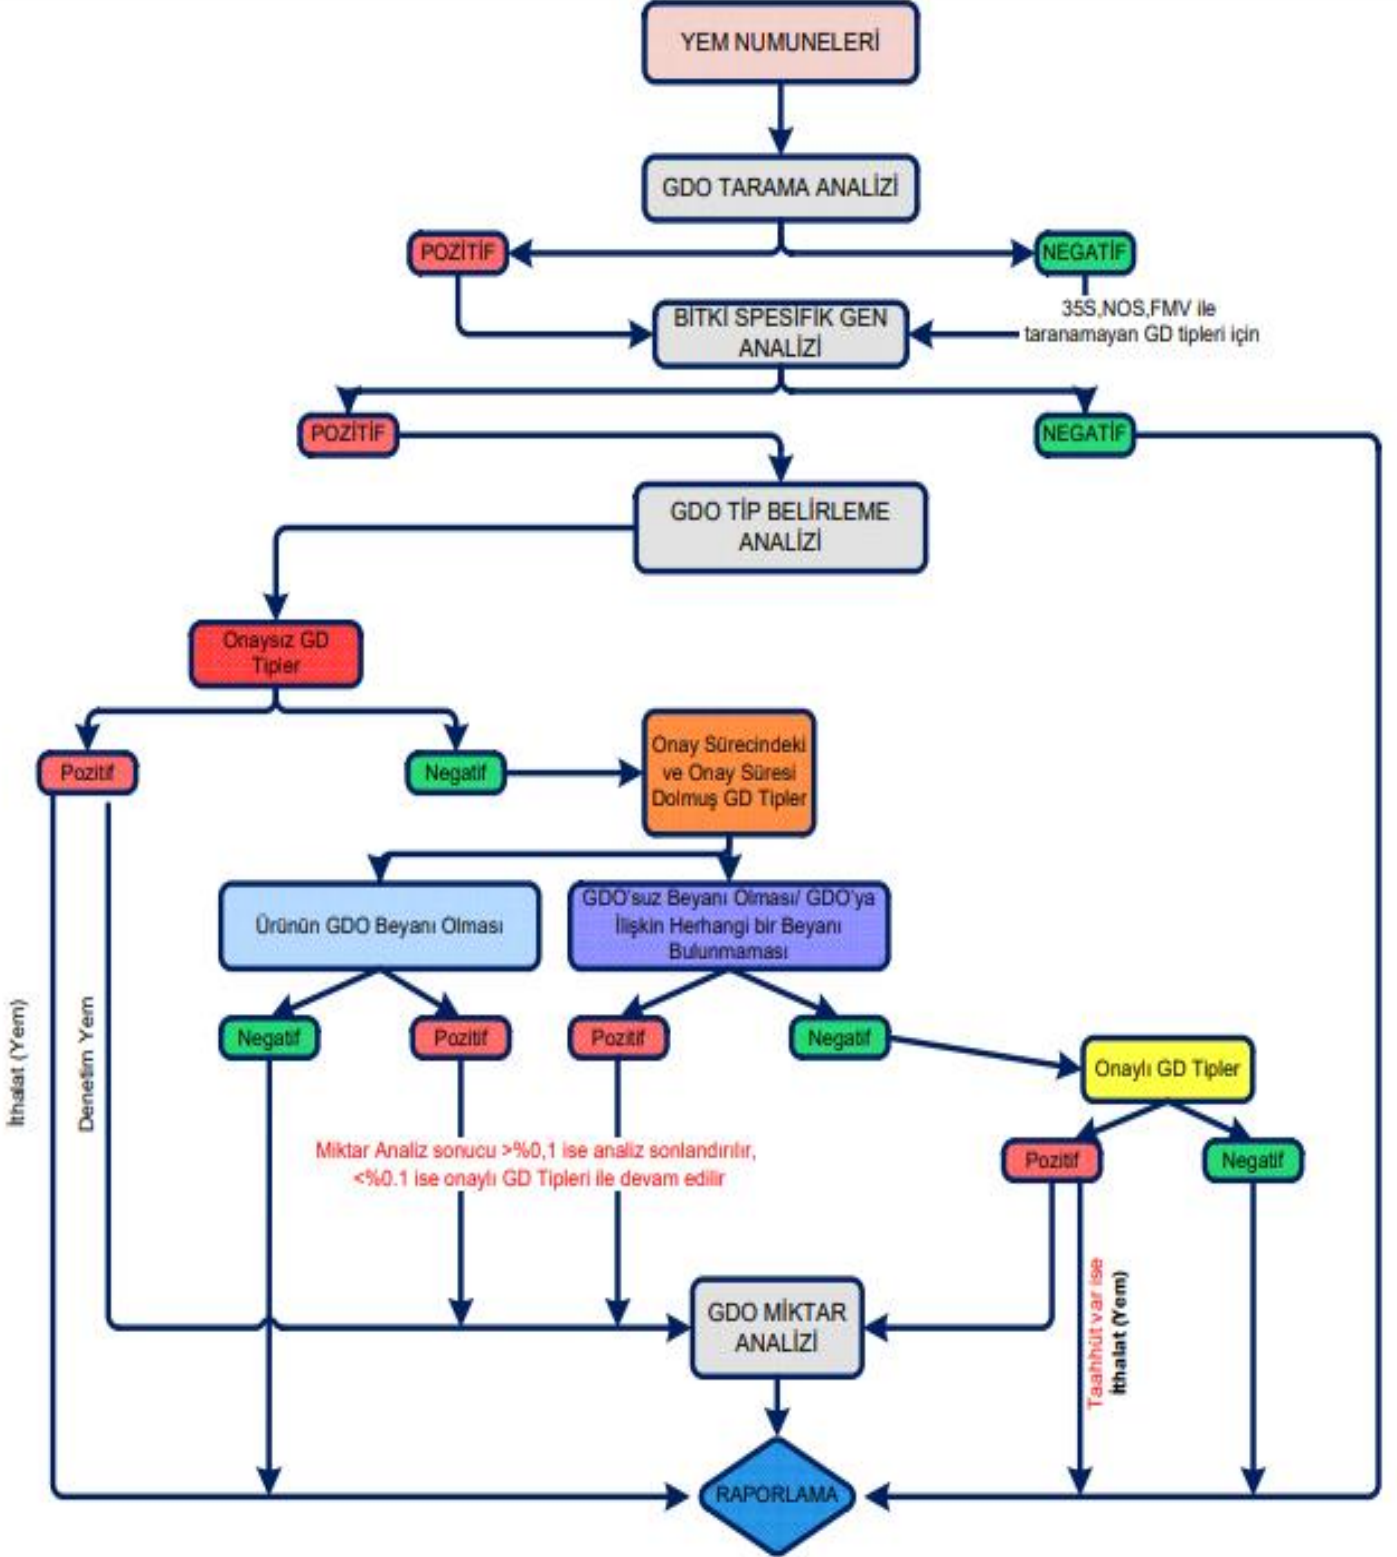 YEM NUMUNELERİ
GDO TARAMA ANALİZİ
POZİTİF
NEGATİF
35S,NOS,FMV ile
taranamayan GD tipleri için
BİTKİ SPESİFİK GEN
ANALİZİ
POZİTİF
NEGATİF
GDO TİP BELİRLEME
ANALİZİ
Onaysız GD
Tipler
Pozitif
Negatif
Onay Sürecindeki
ve Onay Süresi
Dolmuş GD Tipler
Ürünün GDO Beyanı Olması
GDO'suz Beyanı Olması/ GDO'ya
İlişkin Herhangi bir Beyanı
Bulunmaması
Negatif
Pozitif
Pozitif
Negatif
Onaylı GD Tipler
İthalat (Yem)
Denetim Yem
Miktar Analiz sonucu >%0,1 ise analiz sonlandırılır,
<%0.1 ise onaylı GD Tipleri ile devam edilir
Pozitif
Negatif
Taahhüt var ise
İthalat (Yem)
GDO MİKTAR
ANALİZİ
RAPORLAMA